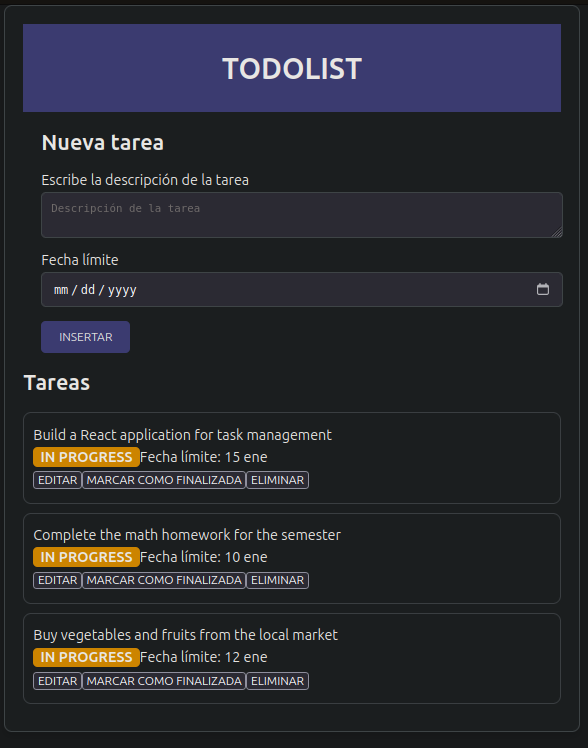 TODOLIST
Nueva tarea
Escribe la descripción de la tarea
Descripción de la tarea
Fecha límite
mm/dd/yyyy
INSERTAR
Tareas
Build a React application for task management
IN PROGRESS Fecha límite: 15 ene
EDITAR MARCAR COMO FINALIZADA ELIMINAR
Complete the math homework for the semester
IN PROGRESS Fecha límite: 10 ene
EDITAR MARCAR COMO FINALIZADA ELIMINAR
Buy vegetables and fruits from the local market
IN PROGRESS Fecha límite: 12 ene
EDITAR MARCAR COMO FINALIZADA ELIMINAR